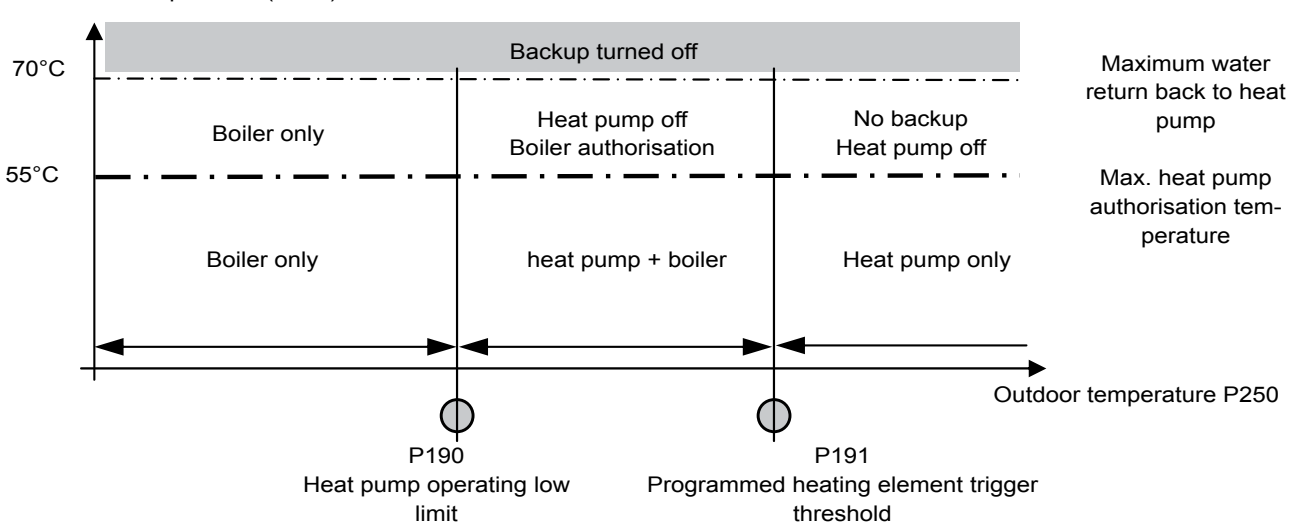 Backup turned off
70°C
Maximum water
return back to heat
pump
Boiler only
Heat pump off
Boiler authorisation
No backup
Heat pump off
55°C
Max. heat pump
authorisation tem-
perature
Boiler only
heat pump + boiler
Heat pump only
Outdoor temperature P250
P190
Heat pump operating low
limit
P191
Programmed heating element trigger
threshold